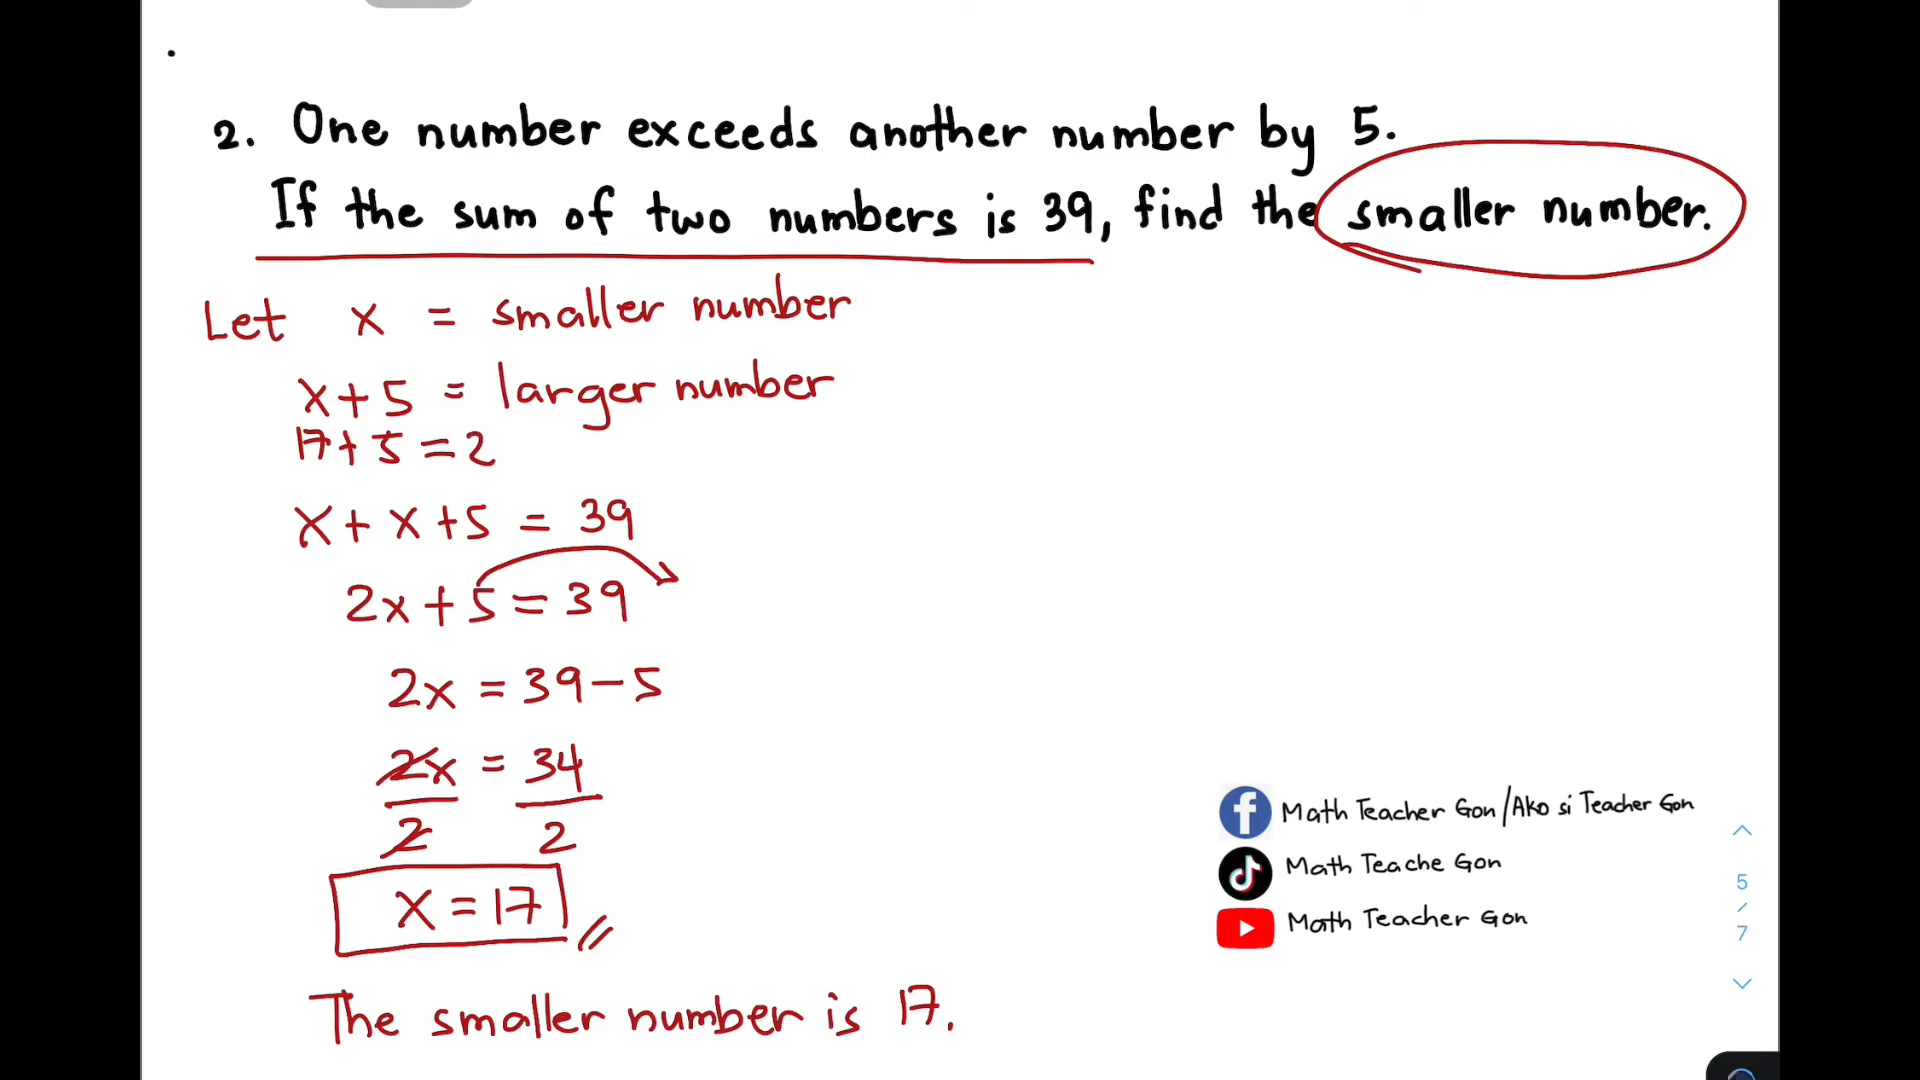 2. One number exceeds another number by 5.
If the sum of two numbers is 39, find the smaller number.
Let x = smaller number
x+5 = larger number
17+5=2
x+x+5 = 39
2x+5=39
2x=39-5
2x = 34
2 2
x=17
The smaller number is 17.
Math Teacher Gon/Ako si Teacher Gon
Math Teache Gon
Math Teacher Gon
5
/
7